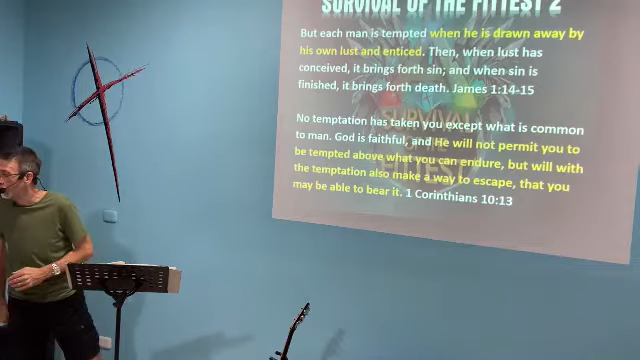 SURVIVAL OF THE FITTEST 2
But each man is tempted when he is drawn away by
his own lust and enticed. Then, when lust has
conceived, it brings forth sin; and when sin is
finished, it brings forth death. James 1:14-15
No temptation has taken you except what is common
to man. God is faithful, and He will not permit you to
be tempted above what you can endure, but will with
the temptation also make a way to escape, that you
may be able to bear it. 1 Corinthians 10:13
SURVIVAL
OF THE
FITTEST